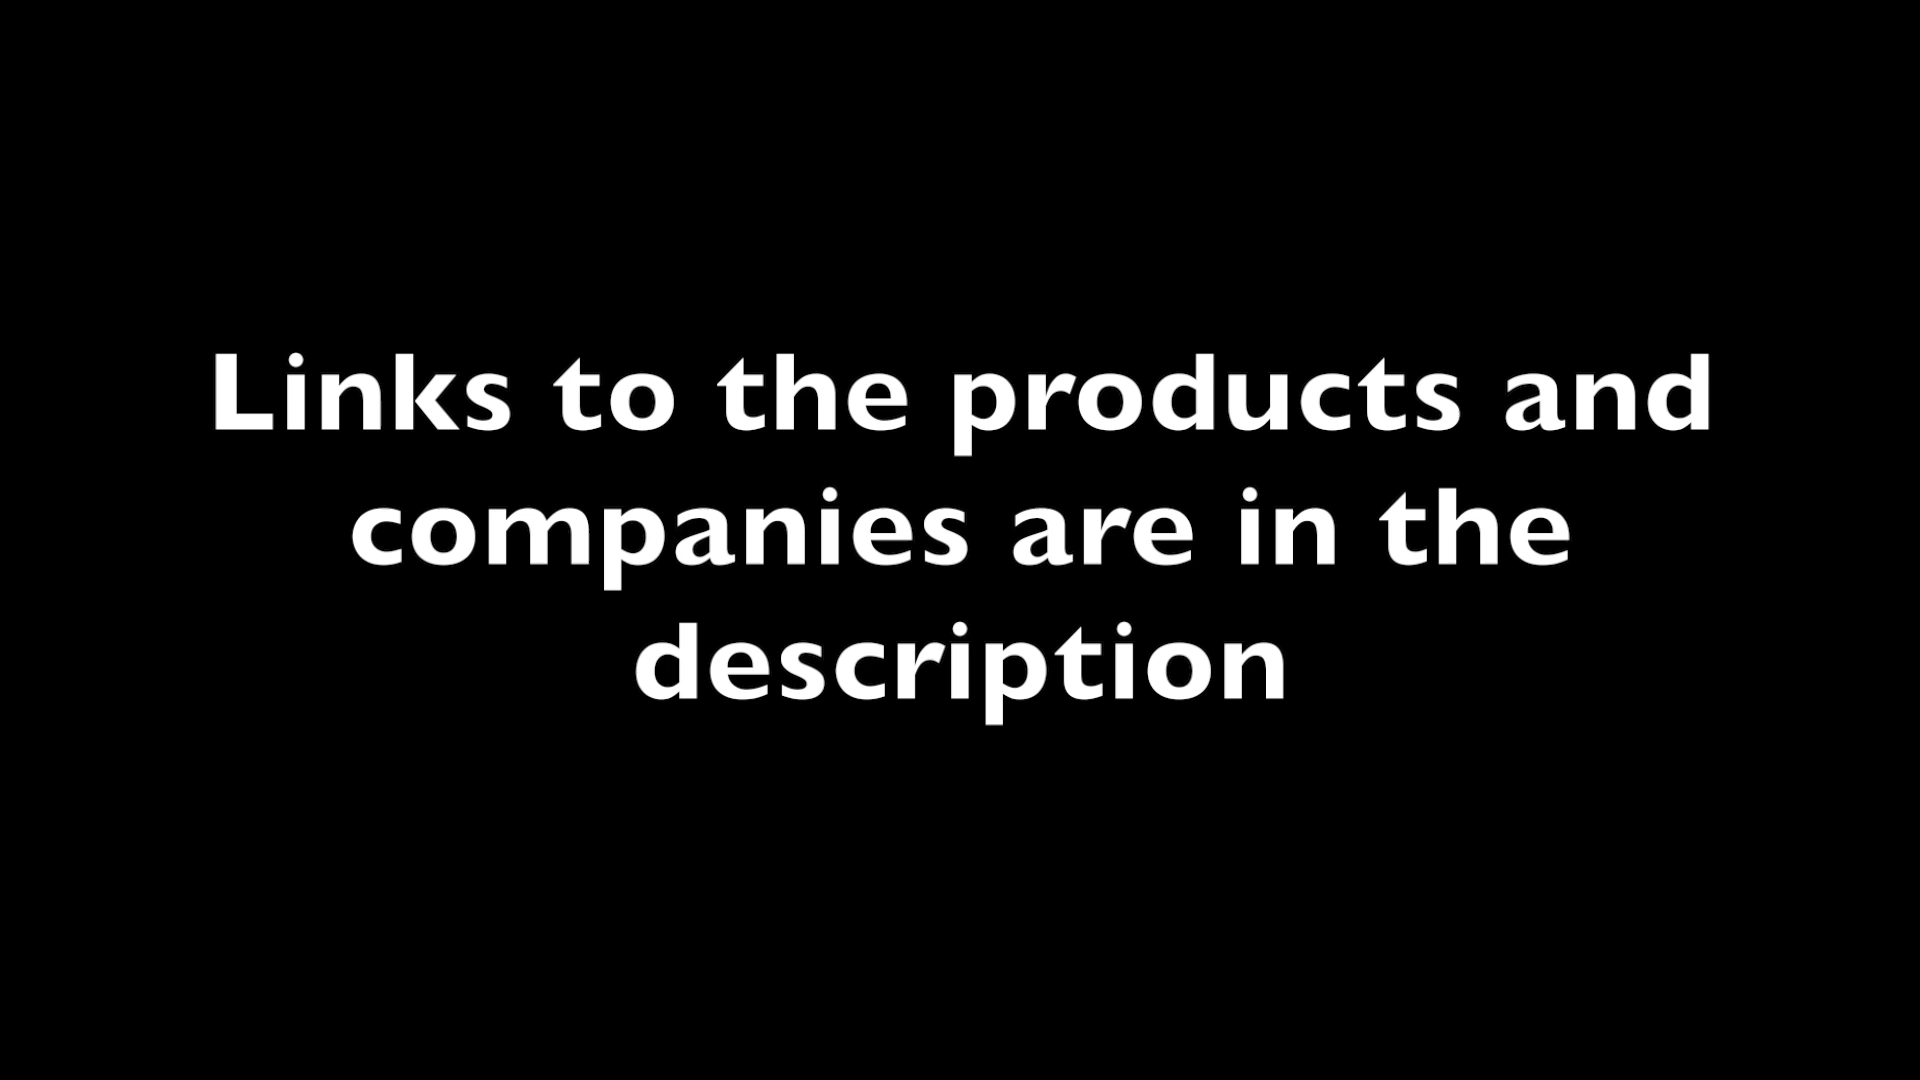 Links to the products and
companies are in the
description